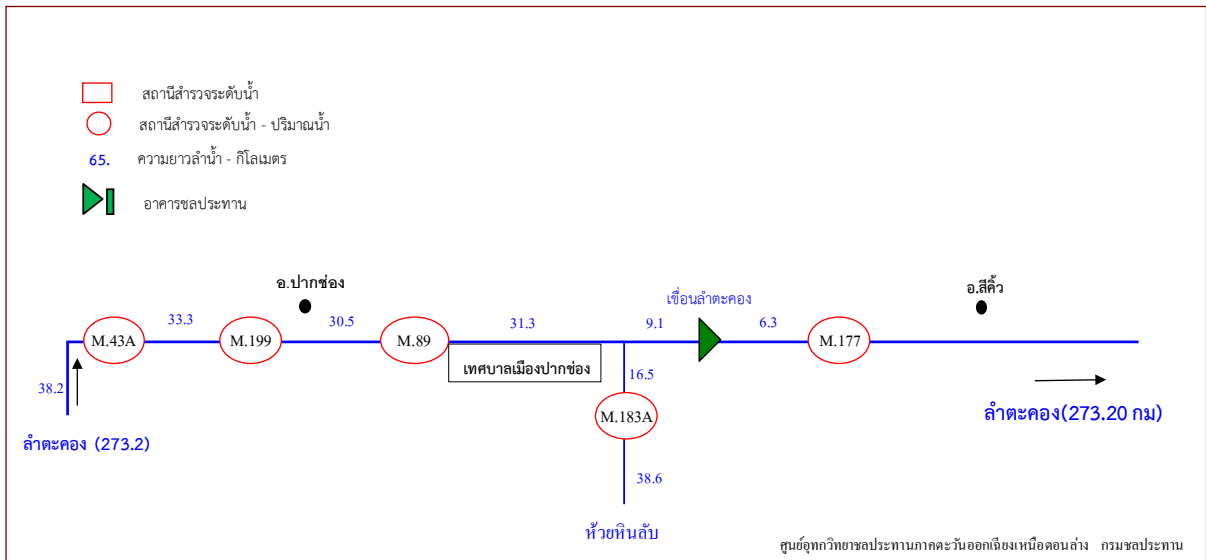 สถานีสำรวจระดับน้ำ
สถานีสำรวจระดับน้ำ - ปริมาณน้ำ
65. ความยาวลำน้ำ - กิโลเมตร
อาคารชลประทาน
อ.ปากช่อง
เขื่อนลำตะคอง
อ.สีคิ้ว
33.3 30.5 31.3 9.1 6.3
M.43A M.199 M.89 M.177
เทศบาลเมืองปากช่อง
38.2
16.5
M.183A
ลำตะคอง(273.20 กม)
ลำตะคอง (273.2)
38.6
ห้วยหินลับ
ศูนย์อุทกวิทยาชลประทานภาคตะวันออกเฉียงเหนือตอนล่าง กรมชลประทาน